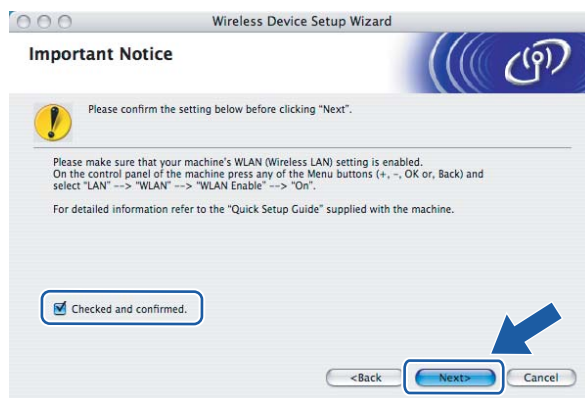 Wireless Device Setup Wizard
Important Notice
Please confirm the setting below before clicking "Next".
Please make sure that your machine's WLAN (Wireless LAN) setting is enabled.
On the control panel of the machine press any of the Menu buttons (+, -, OK or, Back) and
select "LAN" --> "WLAN" --> "WLAN Enable" --> "On".
For detailed information refer to the "Quick Setup Guide" supplied with the machine.
Checked and confirmed.
<Back Next> Cancel